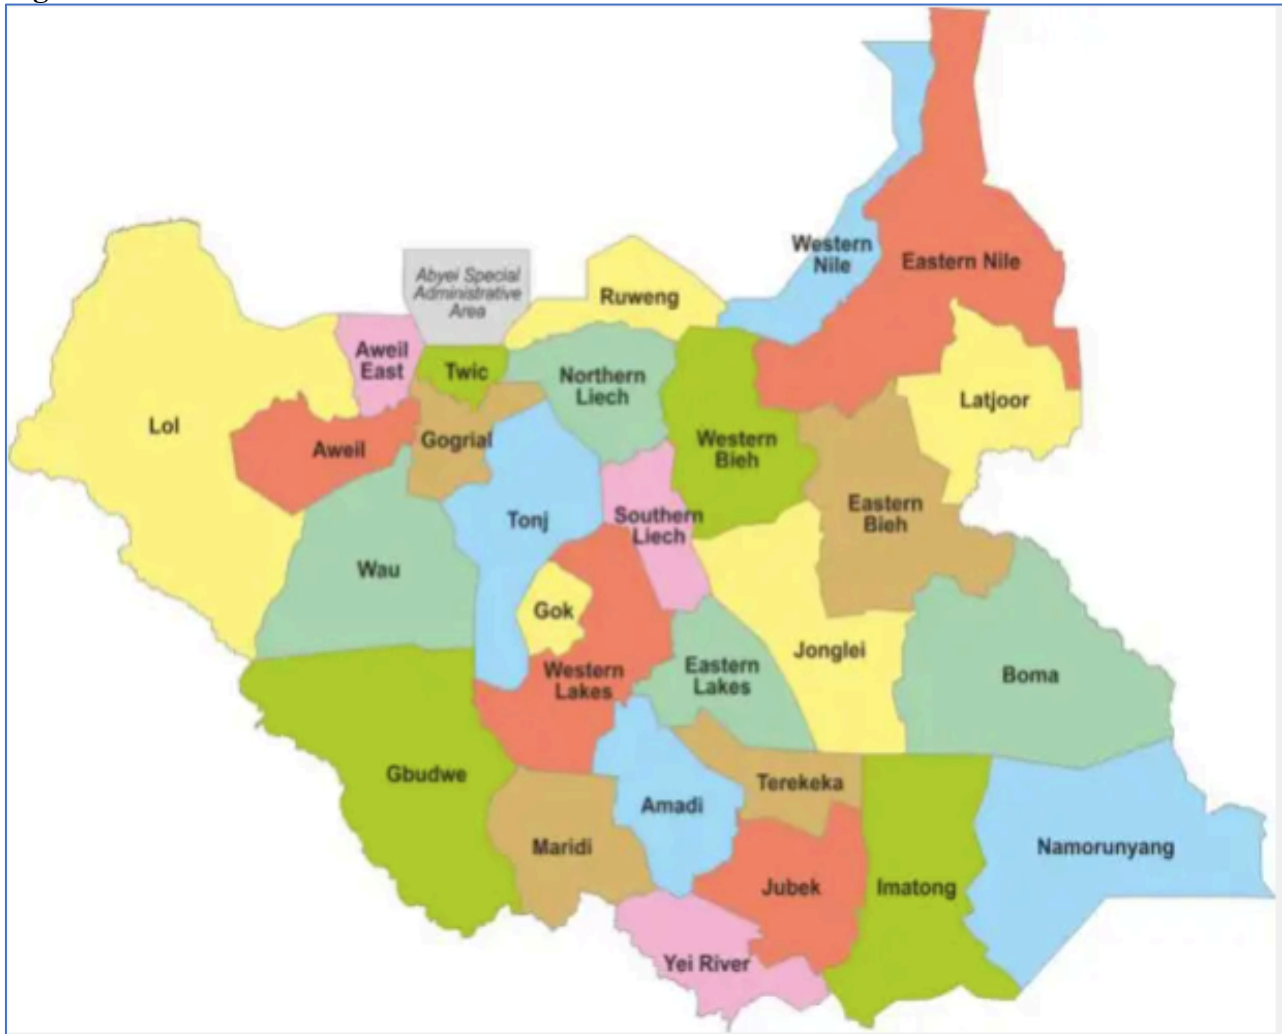 Western
Nile
Eastern Nile
Abyei Special
Administrative
Area
Ruweng
Aweil
East
Twic
Northern
Liech
Latjoor
Lol
Aweil
Gogrial
Western
Bieh
Eastern
Bieh
Tonj
Southern
Liech
Wau
Gok
Jonglei
Western
Lakes
Eastern
Lakes
Boma
Gbudwe
Terekeka
Amadi
Maridi
Namorunyang
Jubek
Imatong
Yei River